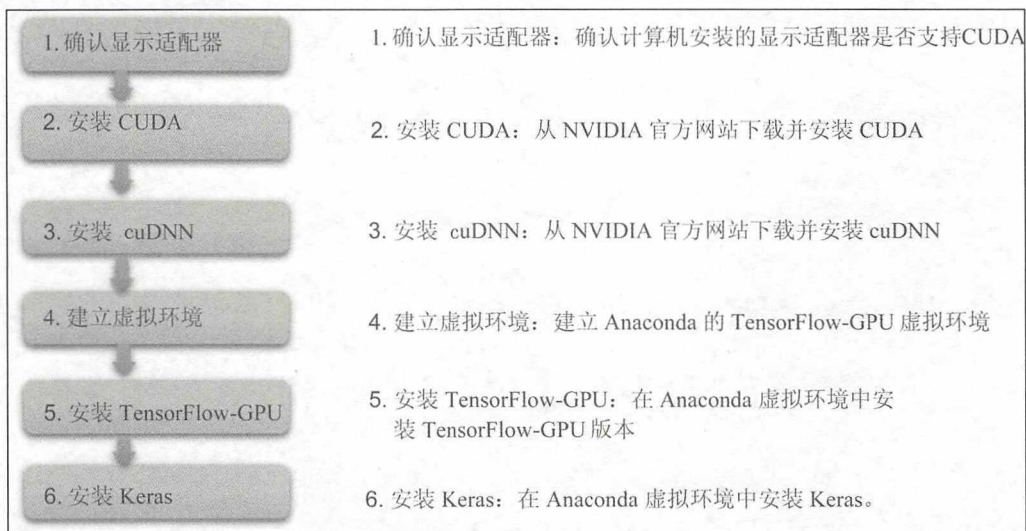 1. 确认显示适配器
1. 确认显示适配器：确认计算机安装的显示适配器是否支持CUDA
2. 安装 CUDA
2. 安装 CUDA：从 NVIDIA 官方网站下载并安装 CUDA
3. 安装 cuDNN
3. 安装 cuDNN：从 NVIDIA 官方网站下载并安装 cuDNN
4. 建立虚拟环境
4. 建立虚拟环境：建立 Anaconda 的 TensorFlow-GPU 虚拟环境
5. 安装 TensorFlow-GPU
5. 安装 TensorFlow-GPU：在 Anaconda 虚拟环境中安
装 TensorFlow-GPU 版本
6. 安装 Keras
6. 安装 Keras：在 Anaconda 虚拟环境中安装 Keras。